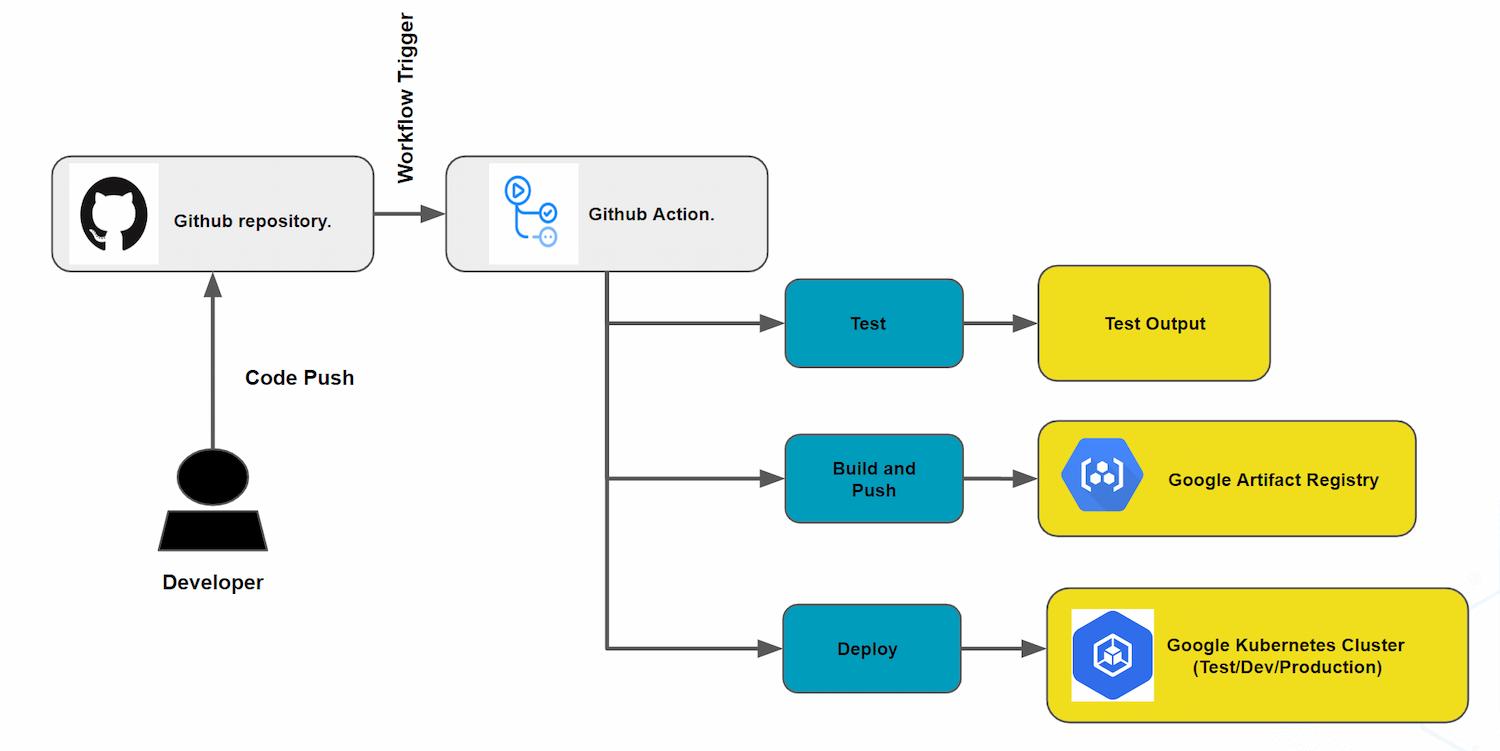 Workflow Trigger
Github repository.
Github Action.
Test
Test Output
Code Push
Build and
Push
Google Artifact Registry
Developer
Deploy
Google Kubernetes Cluster
(Test/Dev/Production)